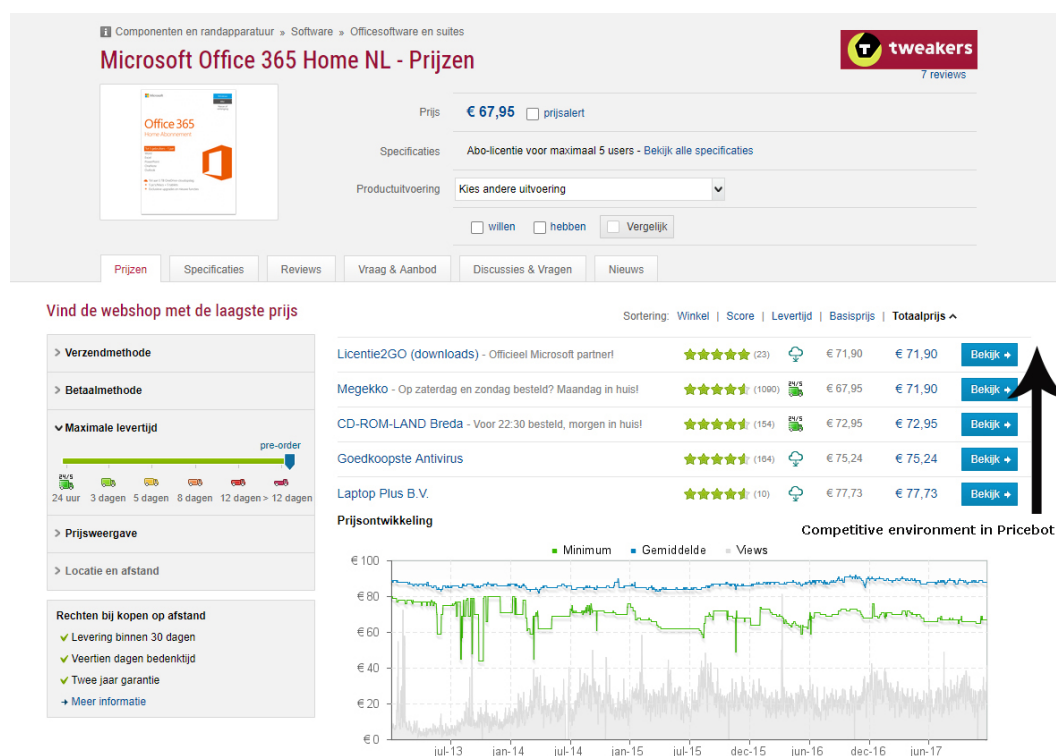 Componenten en randapparatuur » Software » Officesoftware en suites
Microsoft Office 365 Home NL - Prijzen
tweakers
7 reviews
Microsoft
Office 365
Home Abonnement
Prijs € 67,95 prijsalert
Specificaties Abo-licentie voor maximaal 5 users - Bekijk alle specificaties
Productuitvoering Kies andere uitvoering
willen hebben Vergelijk
Prijzen Specificaties Reviews Vraag & Aanbod Discussies & Vragen Nieuws
Vind de webshop met de laagste prijs
Sortering: Winkel | Score | Levertijd | Basisprijs | Totaalprijs
Verzendmethode
Betaalmethode
Maximale levertijd
pre-order
24/5
24 uur 3 dagen 5 dagen 8 dagen 12 dagen > 12 dagen
Prijsweergave
Locatie en afstand
Rechten bij kopen op afstand
Levering binnen 30 dagen
Veertien dagen bedenktijd
Twee jaar garantie
Meer informatie
Licentie2GO (downloads) - Officieel Microsoft partner! (23) € 71,90 € 71,90 Bekijk
Megekko - Op zaterdag en zondag besteld? Maandag in huis! (1090) 24/5 € 67,95 € 71,90 Bekijk
CD-ROM-LAND Breda - Voor 22:30 besteld, morgen in huis! (154) 24/5 € 72,95 € 72,95 Bekijk
Goedkoopste Antivirus (164) € 75,24 € 75,24 Bekijk
Laptop Plus B.V. (10) € 77,73 € 77,73 Bekijk
Prijsontwikkeling
Competitive environment in Pricebot
Minimum Gemiddelde Views
€ 100
€ 80
€ 60
€ 40
€ 20
€ 0
jul-13 jan-14 jul-14 jan-15 jul-15 dec-15 jun-16 dec-16 jun-17